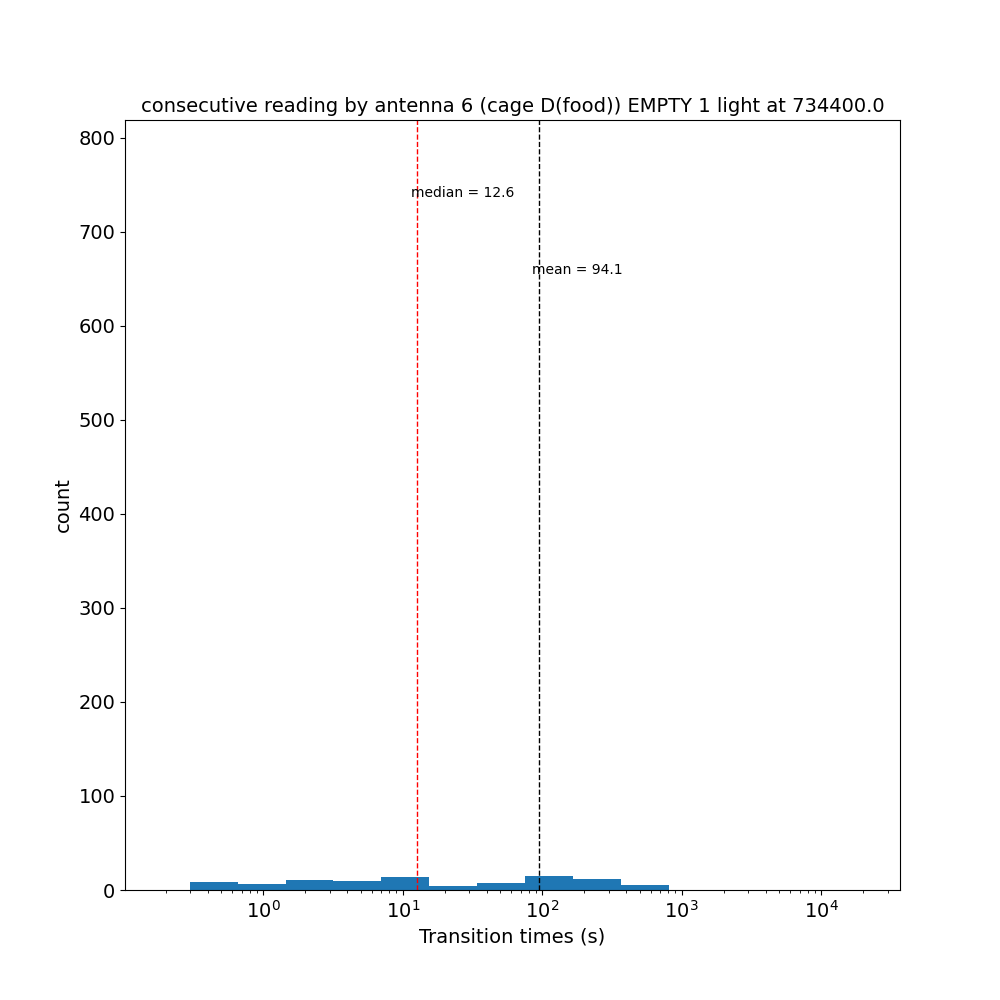 consecutive reading by antenna 6 (cage D(food)) EMPTY 1 light at 734400.0
800
median = 12.6
700
mean = 94.1
600
500
count
400
300
200
100
0
10^0 10^1 10^2 10^3 10^4
Transition times (s)